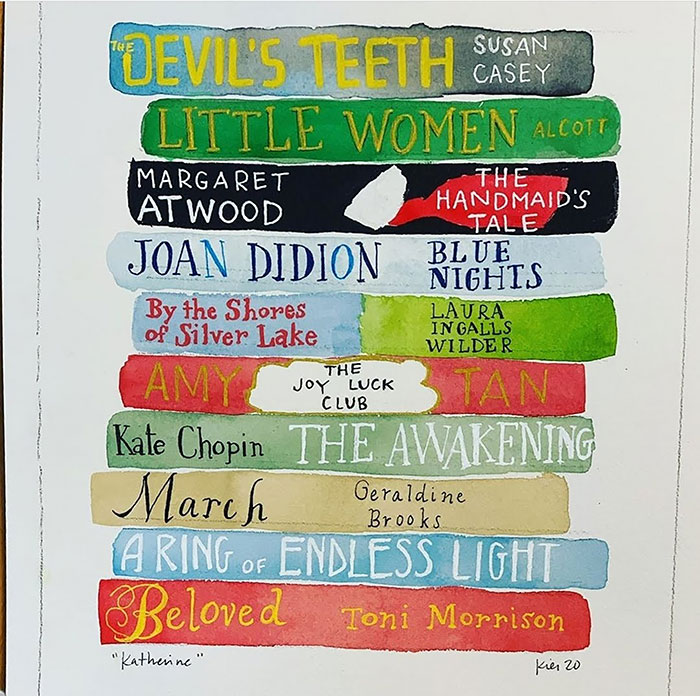 THE DEVIL'S TEETH
SUSAN
CASEY
LITTLE WOMEN ALCOTT
MARGARET
ATWOOD
THE
HANDMAID'S
TALE
JOAN DIDION
BLUE
NIGHTS
By the Shores
of Silver Lake
LAURA
INGALLS
WILDER
AMY
THE
JOY LUCK
CLUB
TAN
Kate Chopin THE AWAKENING
March
Geraldine
Brooks
A RING OF ENDLESS LIGHT
Beloved Toni Morrison
"Katherine"
20